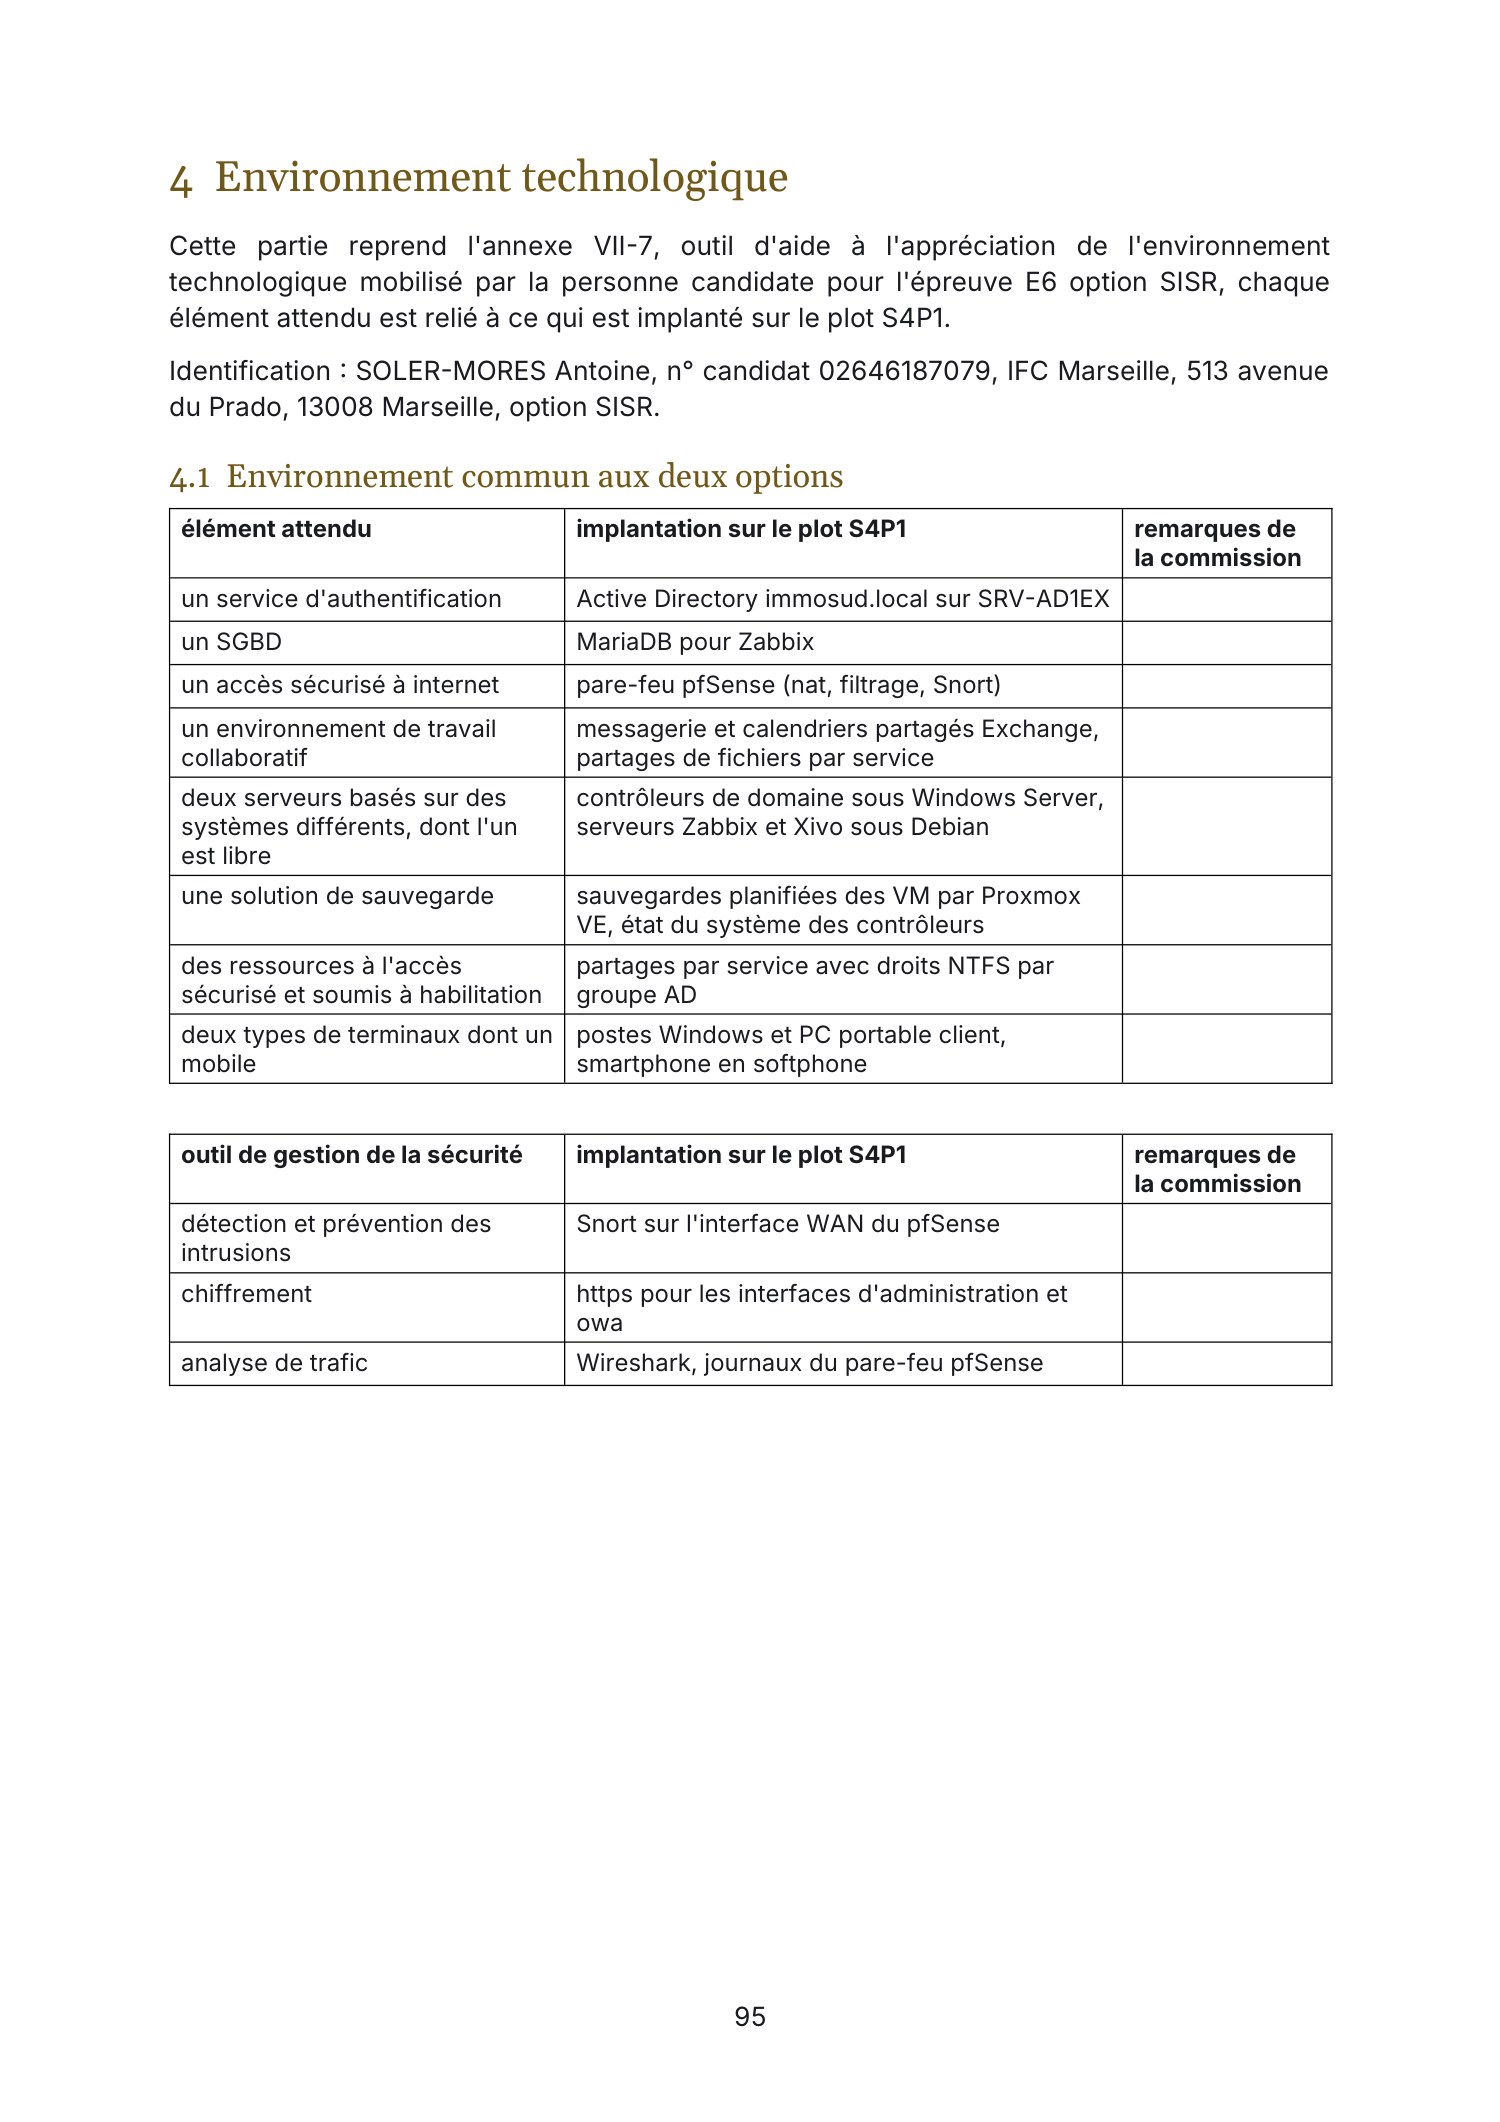 4 Environnement technologique
Cette partie reprend l'annexe VII-7, outil d'aide à l'appréciation de l'environnement
technologique mobilisé par la personne candidate pour l'épreuve E6 option SISR, chaque
élément attendu est relié à ce qui est implanté sur le plot S4P1.
Identification : SOLER-MORES Antoine, n° candidat 02646187079, IFC Marseille, 513 avenue
du Prado, 13008 Marseille, option SISR.
4.1 Environnement commun aux deux options
élément attendu
implantation sur le plot S4P1
remarques de
la commission
un service d'authentification
Active Directory immosud.local sur SRV-AD1EX
un SGBD
MariaDB pour Zabbix
un accès sécurisé à internet
pare-feu pfSense (nat, filtrage, Snort)
un environnement de travail
collaboratif
messagerie et calendriers partagés Exchange,
partages de fichiers par service
deux serveurs basés sur des
systèmes différents, dont l'un
est libre
contrôleurs de domaine sous Windows Server,
serveurs Zabbix et Xivo sous Debian
une solution de sauvegarde
sauvegardes planifiées des VM par Proxmox
VE, état du système des contrôleurs
des ressources à l'accès
sécurisé et soumis à habilitation
partages par service avec droits NTFS par
groupe AD
deux types de terminaux dont un
mobile
postes Windows et PC portable client,
smartphone en softphone
outil de gestion de la sécurité
implantation sur le plot S4P1
remarques de
la commission
détection et prévention des
intrusions
Snort sur l'interface WAN du pfSense
chiffrement
https pour les interfaces d'administration et
owa
analyse de trafic
Wireshark, journaux du pare-feu pfSense
95